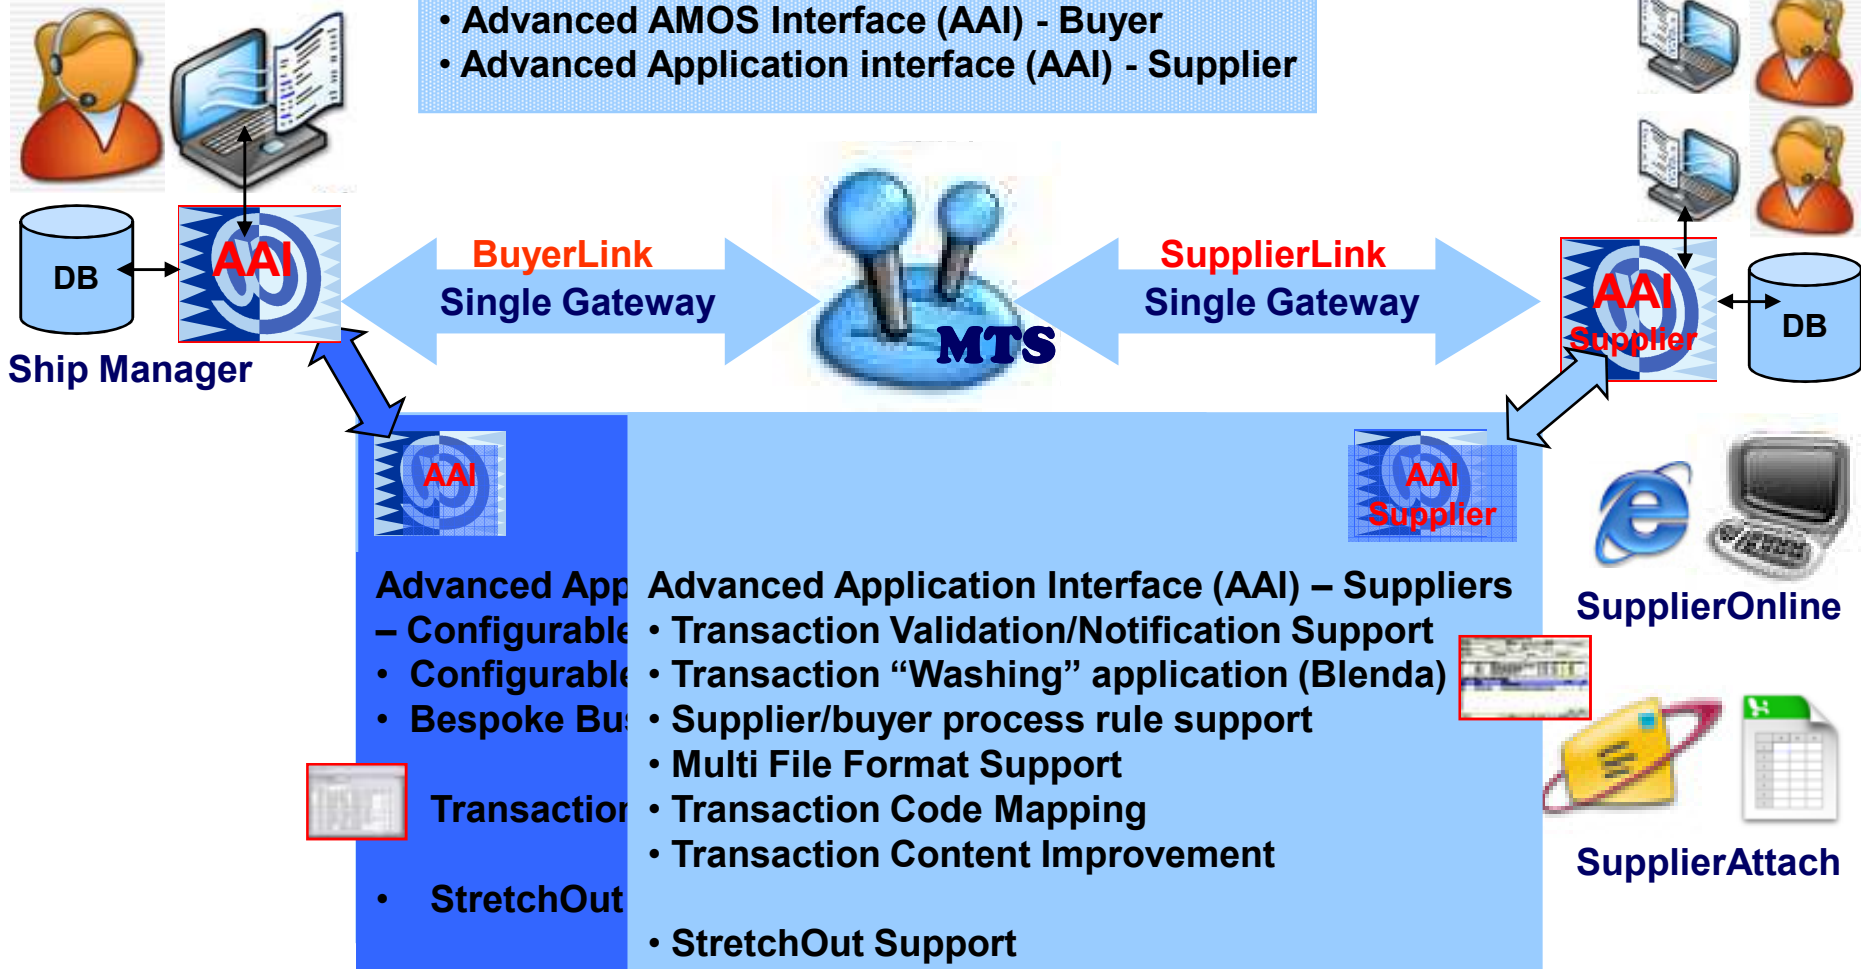 • Advanced AMOS Interface (AAI) - Buyer
• Advanced Application interface (AAI) - Supplier
AAI
DB
Ship Manager
BuyerLink
Single Gateway
MTS
SupplierLink
Single Gateway
AAI
Supplier
DB
AAI
Advanced App
– Configurable
• Configurable
• Bespoke Bus
Transaction
• StretchOut
AAI
Supplier
Advanced Application Interface (AAI) – Suppliers
• Transaction Validation/Notification Support
• Transaction “Washing” application (Blenda)
• Supplier/buyer process rule support
• Multi File Format Support
• Transaction Code Mapping
• Transaction Content Improvement
• StretchOut Support
SupplierOnline
SupplierAttach